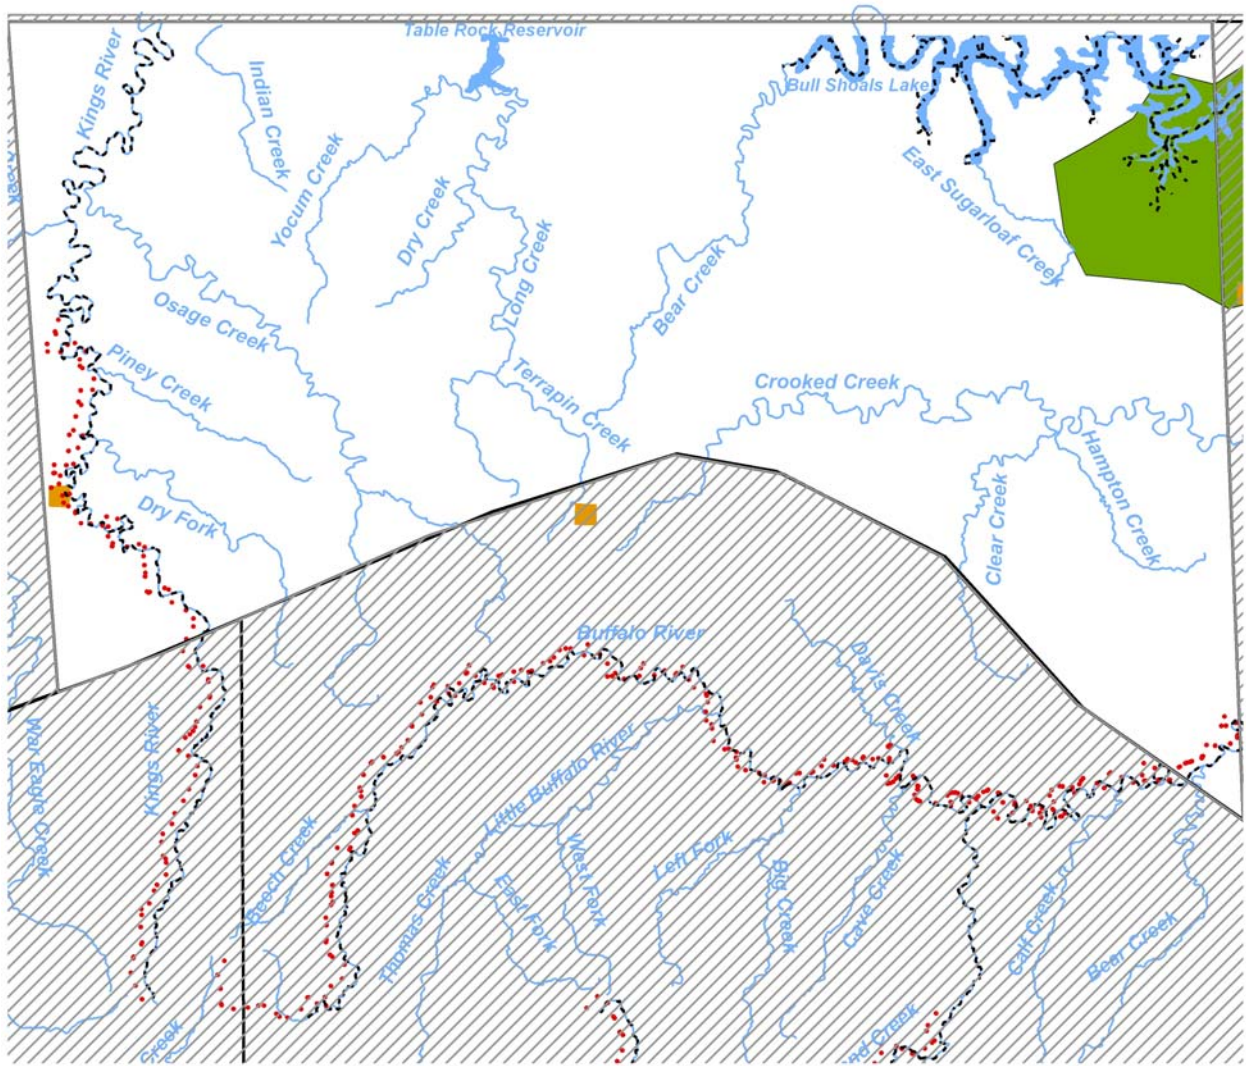 Table Rock Reservoir
Kings River
Indian Creek
Bull Shoals Lake
Creek
Yocum Creek
Dry Creek
East Sugarloaf Creek
Long Creek
Bear Creek
Osage Creek
Piney Creek
Terrapin Creek
Crooked Creek
Hampton Creek
Clear Creek
Dry Fork
Buffalo River
Davis Creek
War Eagle Creek
Kings River
Little Buffalo River
Beech Creek
Thomas Creek
East Fork
West Fork
Left Fork
Big Creek
Cave Creek
Calf Creek
Bear Creek
Creek
nd Creek